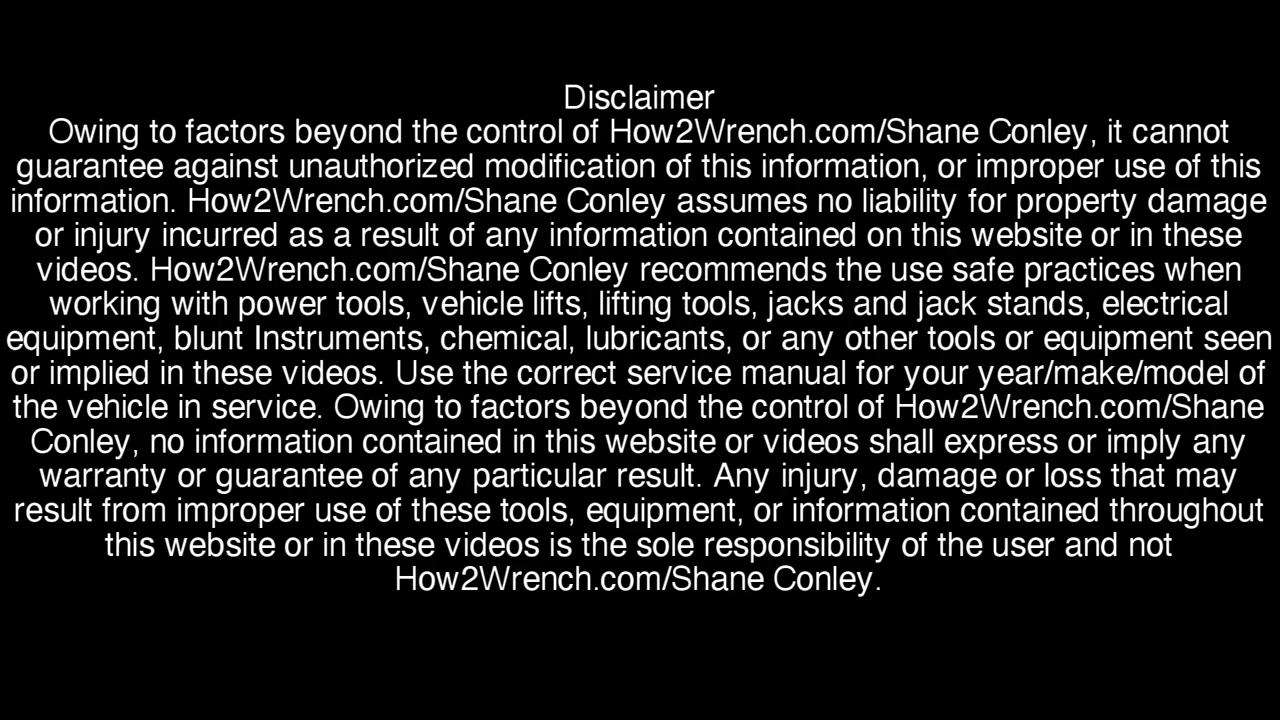 Disclaimer
Owing to factors beyond the control of How2Wrench.com/Shane Conley, it cannot
guarantee against unauthorized modification of this information, or improper use of this
information. How2Wrench.com/Shane Conley assumes no liability for property damage
or injury incurred as a result of any information contained on this website or in these
videos. How2Wrench.com/Shane Conley recommends the use safe practices when
working with power tools, vehicle lifts, lifting tools, jacks and jack stands, electrical
equipment, blunt Instruments, chemical, lubricants, or any other tools or equipment seen
or implied in these videos. Use the correct service manual for your year/make/model of
the vehicle in service. Owing to factors beyond the control of How2Wrench.com/Shane
Conley, no information contained in this website or videos shall express or imply any
warranty or guarantee of any particular result. Any injury, damage or loss that may
result from improper use of these tools, equipment, or information contained throughout
this website or in these videos is the sole responsibility of the user and not
How2Wrench.com/Shane Conley.